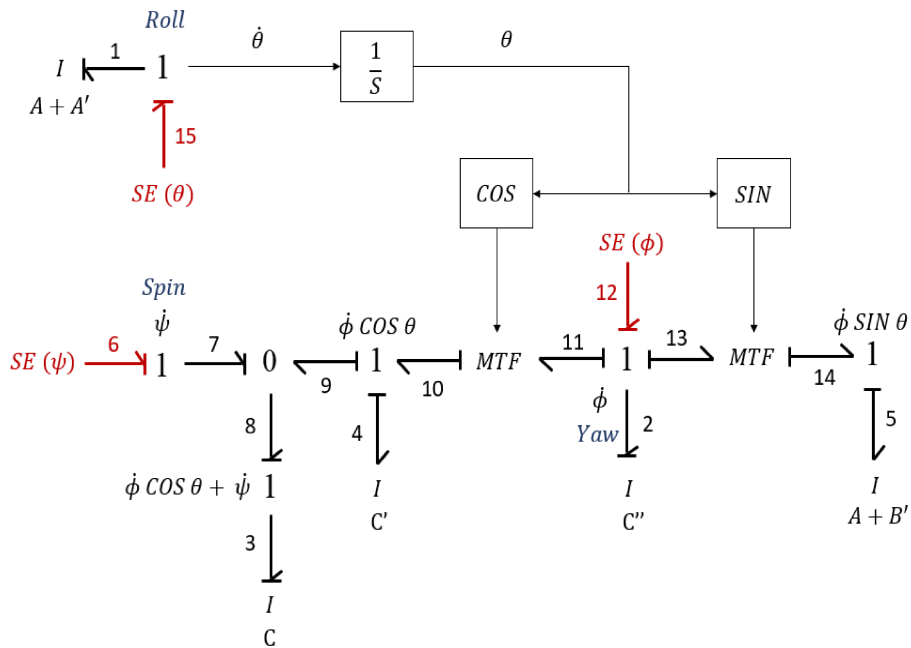 Roll
1
I
1
θ̇
1
S
θ
A + A′
15
SE (θ)
COS
SIN
SE (ϕ)
Spin
ψ̇
12
ϕ̇ COS θ
ϕ̇ SIN θ
SE (ψ)
6
1
7
0
9
1
10
MTF
11
1
13
MTF
14
1
8
4
ϕ̇
Yaw
2
5
ϕ̇ COS θ + ψ̇ 1
I
C'
I
C''
I
A + B′
3
I
C